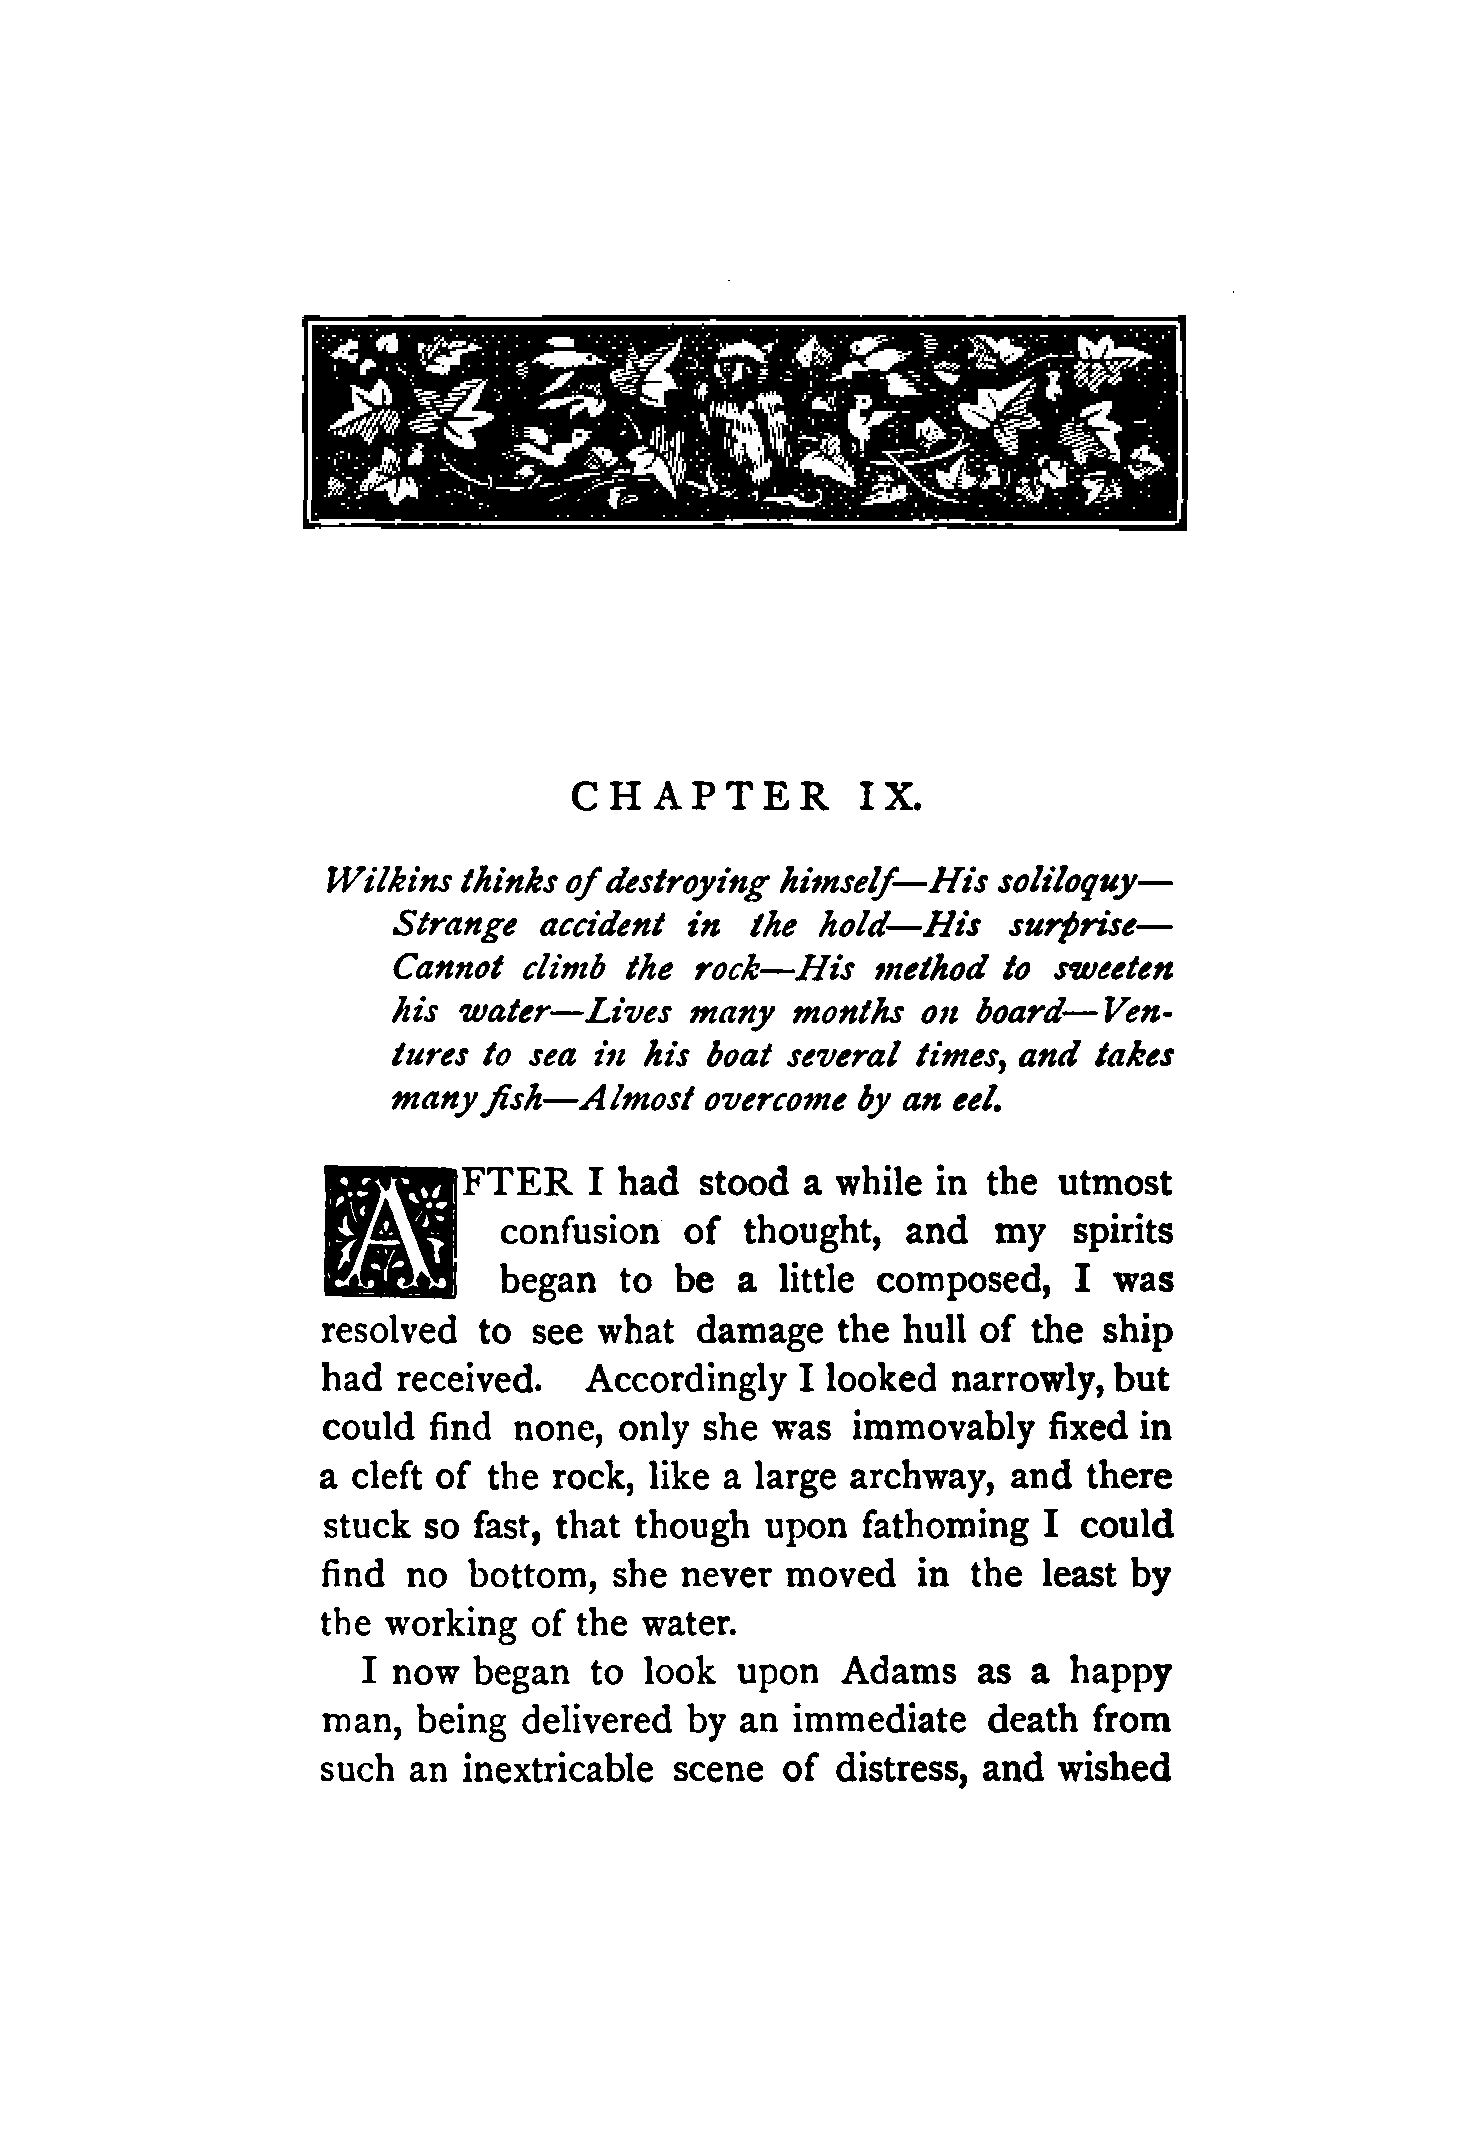 CHAPTER IX.
Wilkins thinks of destroying himself—His soliloquy—
Strange accident in the hold—His surprise—
Cannot climb the rock—His method to sweeten
his water—Lives many months on board—Ven-
tures to sea in his boat several times, and takes
many fish—Almost overcome by an eel.
AFTER I had stood a while in the utmost
confusion of thought, and my spirits
began to be a little composed, I was
resolved to see what damage the hull of the ship
had received. Accordingly I looked narrowly, but
could find none, only she was immovably fixed in
a cleft of the rock, like a large archway, and there
stuck so fast, that though upon fathoming I could
find no bottom, she never moved in the least by
the working of the water.
I now began to look upon Adams as a happy
man, being delivered by an immediate death from
such an inextricable scene of distress, and wished